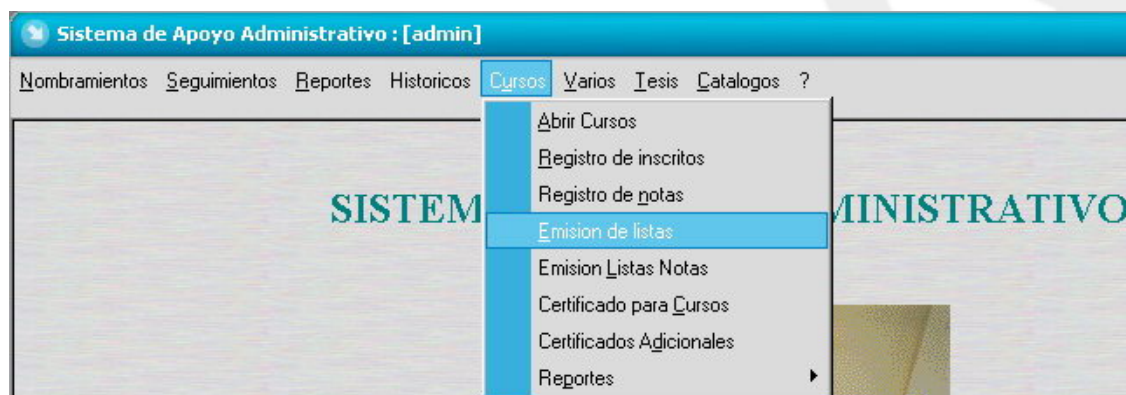 Sistema de Apoyo Administrativo : [admin]
Nombramientos Seguimientos Reportes Historicos Cursos Varios Tesis Catalogos ?
Abrir Cursos
Registro de inscritos
Registro de notas
SISTEM MINISTRATIVO
Emision de listas
Emision Listas Notas
Certificado para Cursos
Certificados Adicionales
Reportes